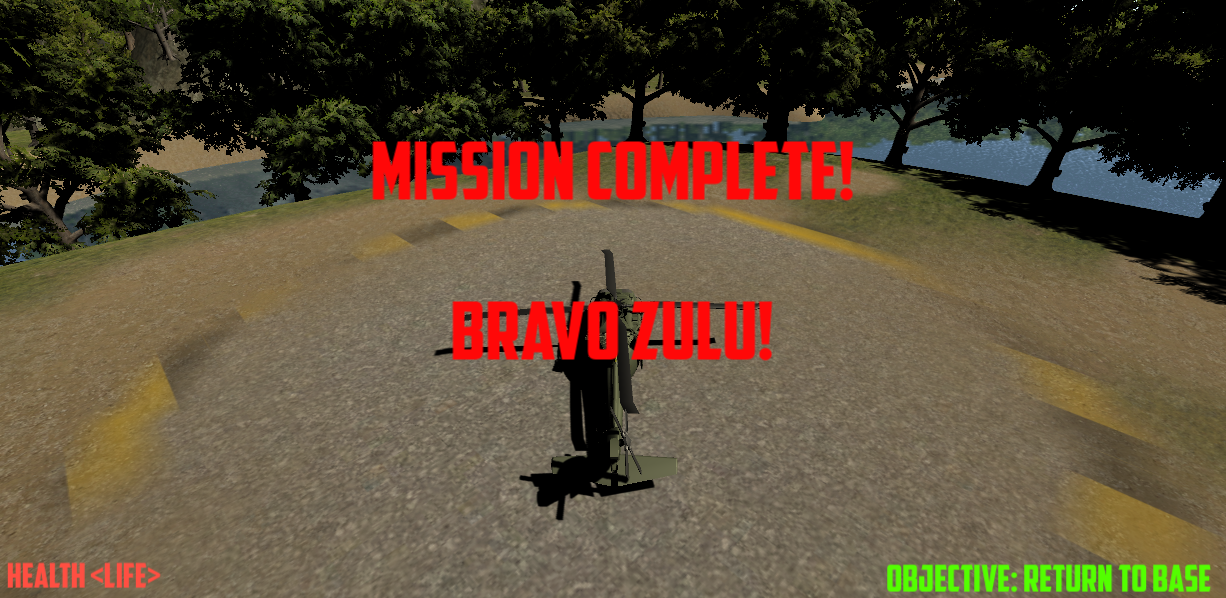 MISSION COMPLETE!
BRAVO ZULU!
HEALTH <LIFE>
OBJECTIVE: RETURN TO BASE